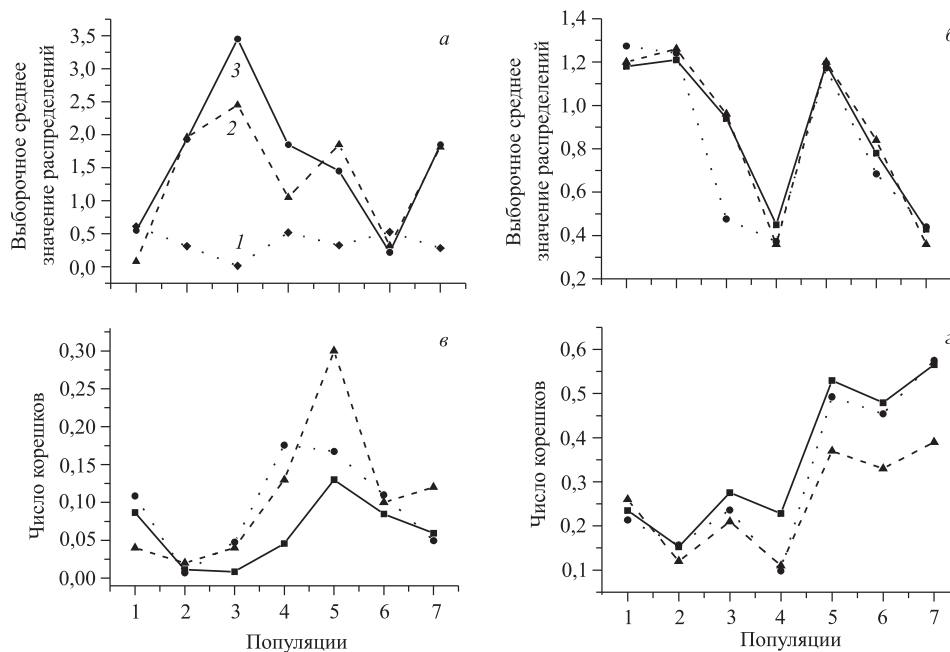 а
Выборочное среднее
значение распределений
3,5
3,0
2,5
2,0
1,5
1,0
0,5
0,0
3
2
1
б
Выборочное среднее
значение распределений
1,4
1,2
1,0
0,8
0,6
0,4
0,2
в
Число корешков
0,30
0,25
0,20
0,15
0,10
0,05
0,00
1 2 3 4 5 6 7
Популяции
г
Число корешков
0,6
0,5
0,4
0,3
0,2
0,1
1 2 3 4 5 6 7
Популяции